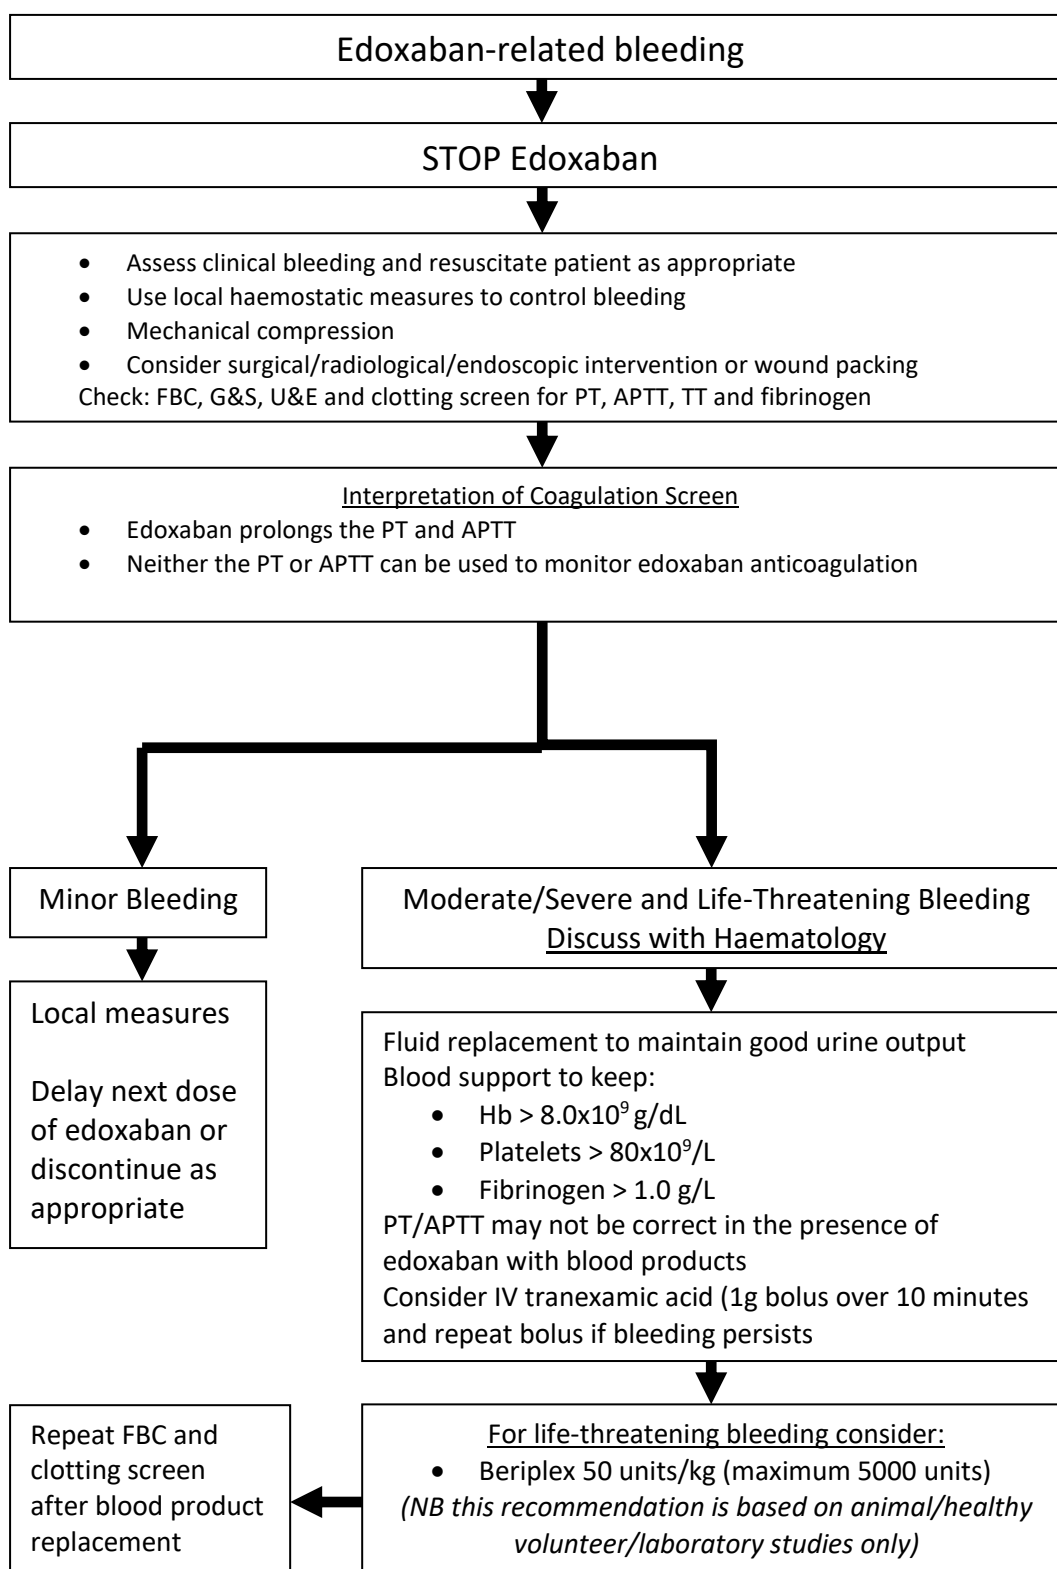 Edoxaban-related bleeding
STOP Edoxaban
• Assess clinical bleeding and resuscitate patient as appropriate
• Use local haemostatic measures to control bleeding
• Mechanical compression
• Consider surgical/radiological/endoscopic intervention or wound packing
Check: FBC, G&S, U&E and clotting screen for PT, APTT, TT and fibrinogen
Interpretation of Coagulation Screen
• Edoxaban prolongs the PT and APTT
• Neither the PT or APTT can be used to monitor edoxaban anticoagulation
Minor Bleeding
Local measures
Delay next dose
of edoxaban or
discontinue as
appropriate
Moderate/Severe and Life-Threatening Bleeding
Discuss with Haematology
Fluid replacement to maintain good urine output
Blood support to keep:
• Hb > 8.0x10⁹ g/dL
• Platelets > 80x10⁹/L
• Fibrinogen > 1.0 g/L
PT/APTT may not be correct in the presence of
edoxaban with blood products
Consider IV tranexamic acid (1g bolus over 10 minutes
and repeat bolus if bleeding persists
For life-threatening bleeding consider:
• Beriplex 50 units/kg (maximum 5000 units)
(NB this recommendation is based on animal/healthy
volunteer/laboratory studies only)
Repeat FBC and
clotting screen
after blood product
replacement